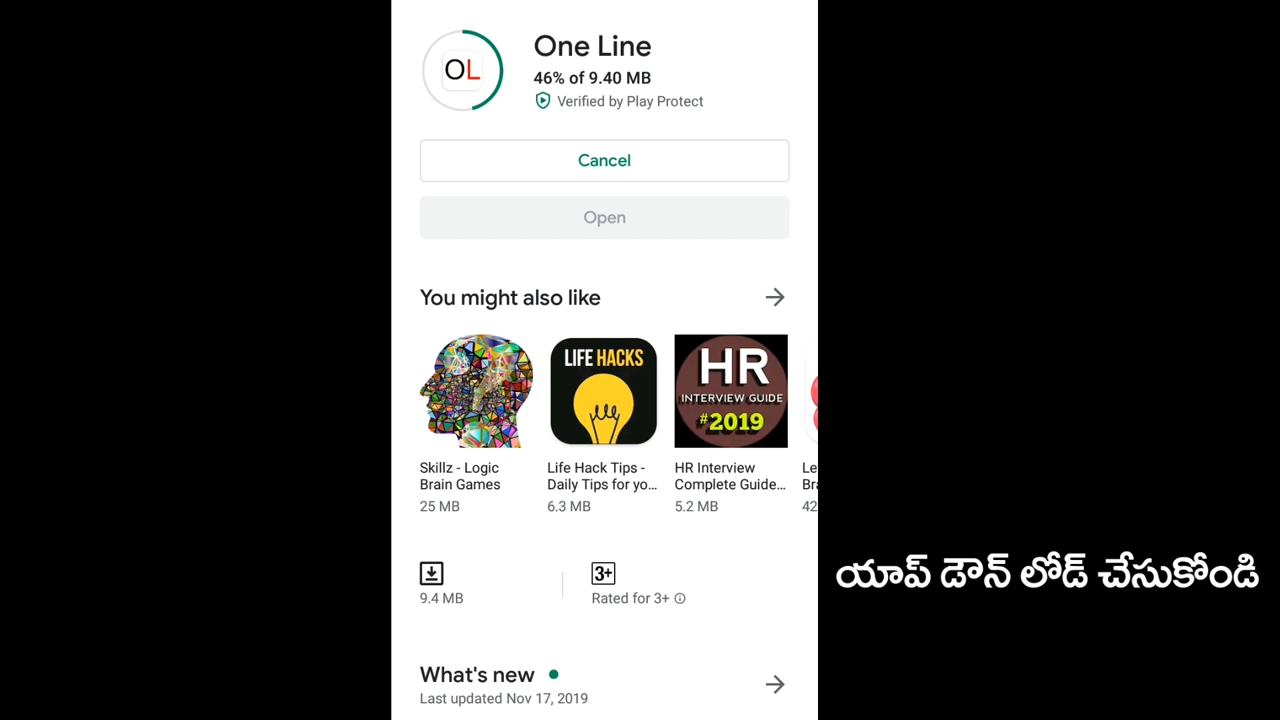 OL
One Line
46% of 9.40 MB
Verified by Play Protect
Cancel
Open
You might also like
LIFE HACKS
HR
INTERVIEW GUIDE
#2019
Skillz - Logic
Brain Games
25 MB
Life Hack Tips -
Daily Tips for yo...
6.3 MB
HR Interview
Complete Guide...
5.2 MB
Le
Bra
42
9.4 MB
3+
Rated for 3+
యాప్ డౌన్ లోడ్ చేసుకోండి
What's new
Last updated Nov 17, 2019